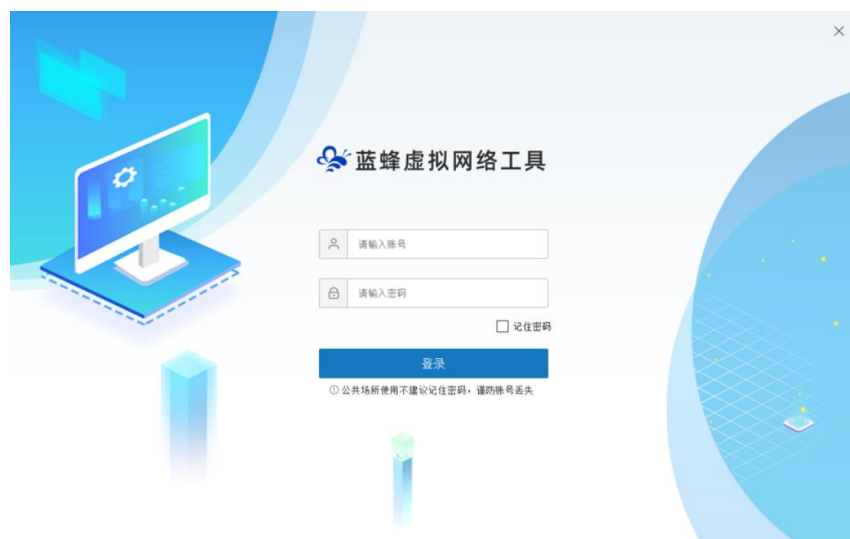 蓝蜂虚拟网络工具
请输入账号
请输入密码
记住密码
登录
公共场所使用不建议记住密码，谨防账号丢失